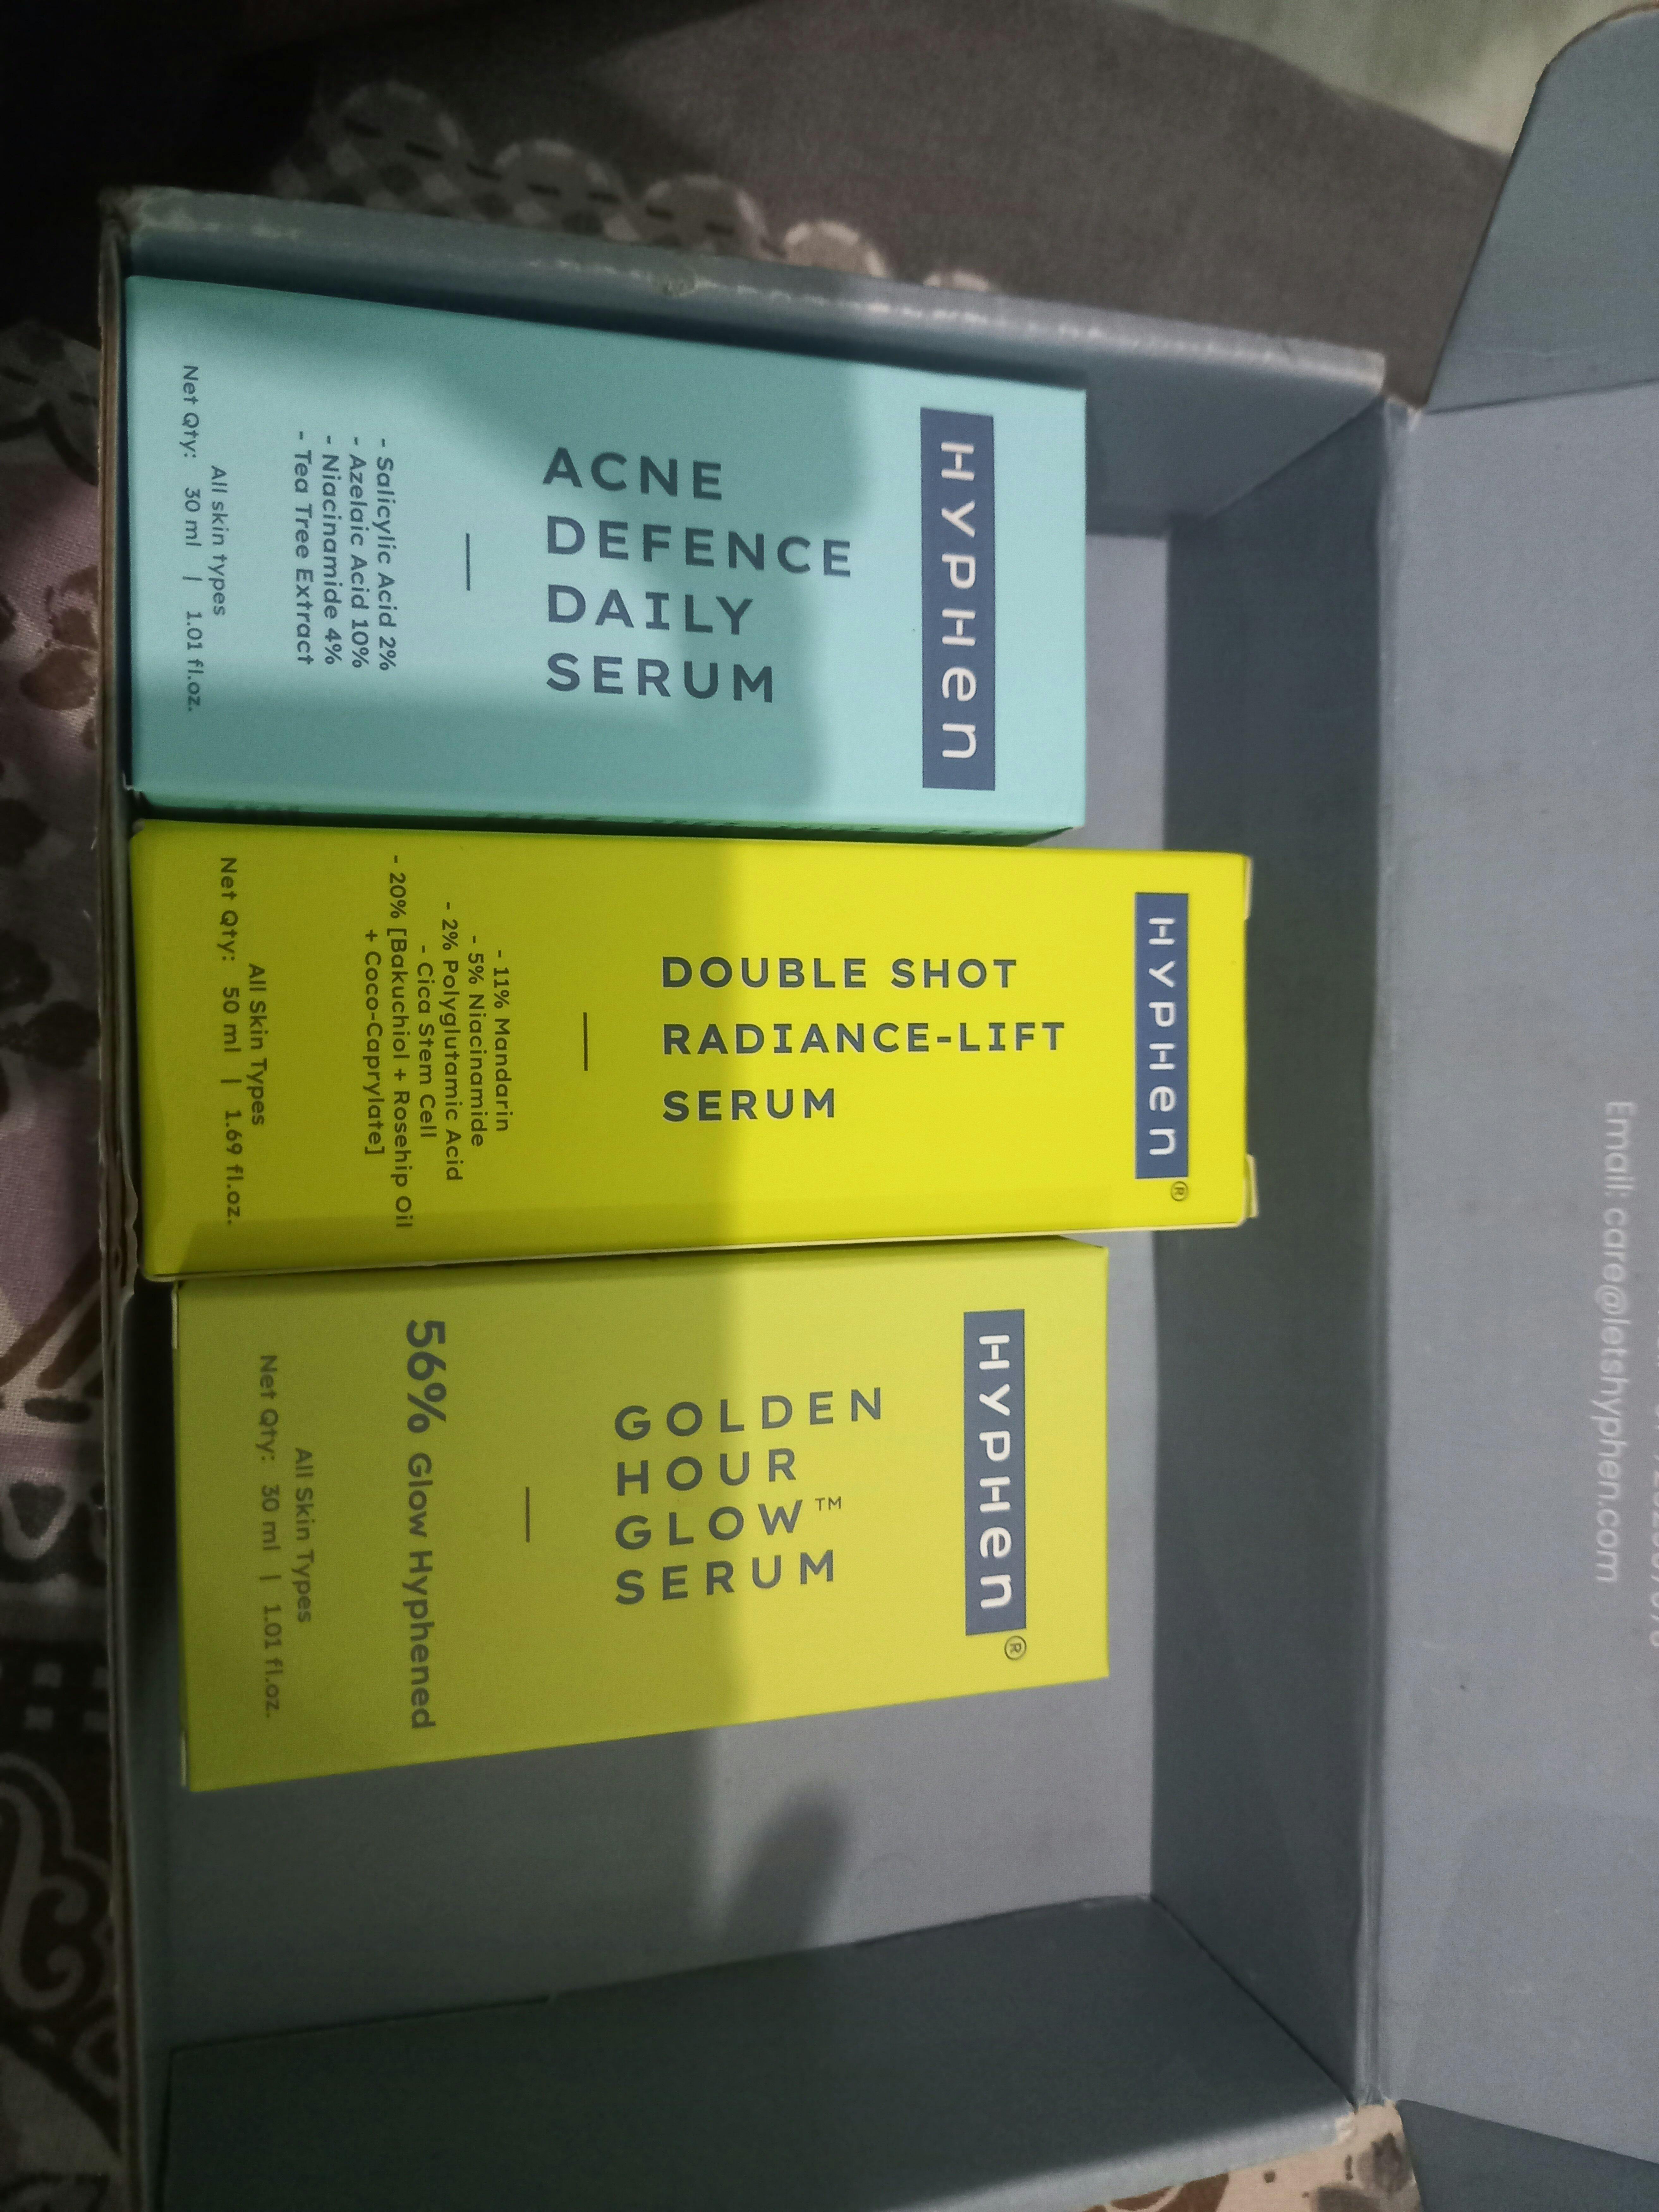 HYPHEN
ACNE
DEFENCE
DAILY
SERUM
- Salicylic Acid 2%
- Azelaic Acid 10%
- Niacinamide 4%
- Tea Tree Extract
All skin types
Net Qty: 30 ml | 1.01 fl.oz.
HYPHEN®
DOUBLE SHOT
RADIANCE-LIFT
SERUM
- 11% Mandarin
- 5% Niacinamide
- 2% Polyglutamic Acid
- Cica Stem Cell
- 20% [Bakuchiol + Rosehip Oil
+ Coco-Caprylate]
All Skin Types
Net Qty: 50 ml | 1.69 fl.oz.
HYPHEN®
GOLDEN
HOUR
GLOW™
SERUM
56% Glow Hyphened
All Skin Types
Net Qty: 30 ml | 1.01 fl.oz.
Email: care@letshyphen.com